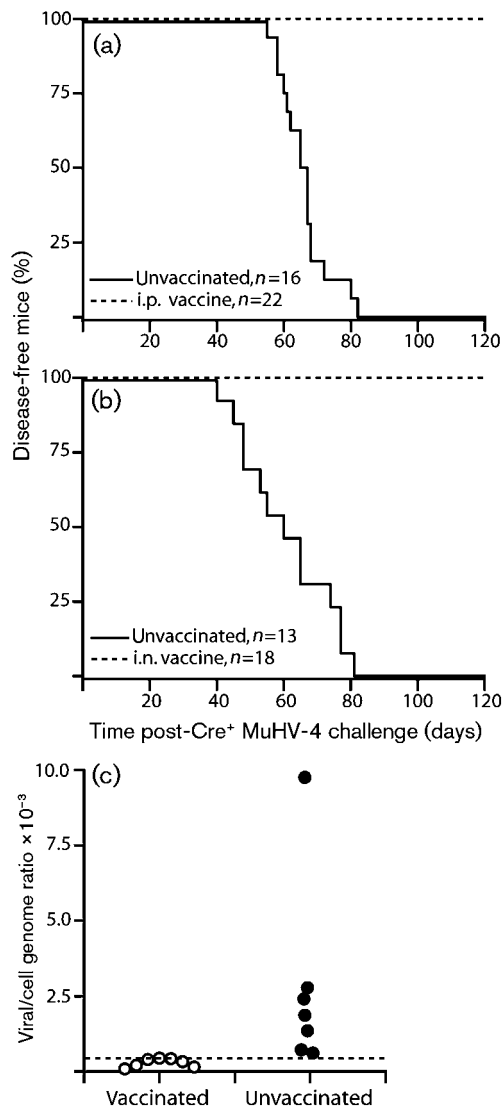 100
(a)
75
50
25
Unvaccinated, n=16
i.p. vaccine, n=22
20 40 60 80 100 120
Disease-free mice (%)
100
(b)
75
50
25
Unvaccinated, n=13
i.n. vaccine, n=18
20 40 60 80 100 120
Time post-Cre⁺ MuHV-4 challenge (days)
(c)
10.0
7.5
5.0
2.5
Viral/cell genome ratio ×10⁻³
Vaccinated Unvaccinated